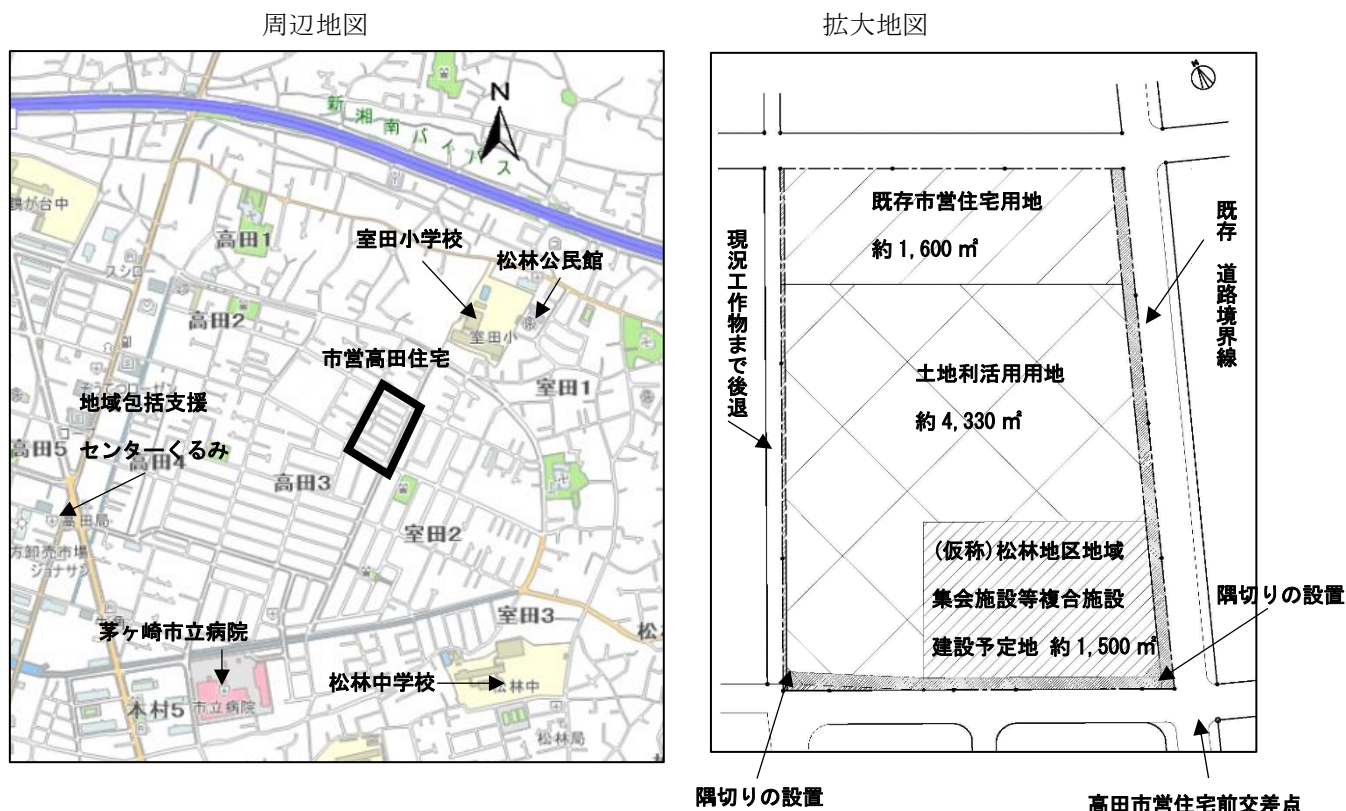 周辺地図
拡大地図
N
新湘南バイパス
鶴が台中
高田1
室田小学校
松林公民館
スシロー
高田2
室田小
市営高田住宅
室田1
地域包括支援
センターくるみ
高田5
高田4
高田3
高田局
室田2
方卸売市場
ジョナサン
室田3
茅ヶ崎市立病院
松林中学校
松林中
本村5
市立病院
松林局
N
既存市営住宅用地
約1,600㎡
現況工作物まで後退
既存 道路境界線
土地利活用用地
約4,330㎡
(仮称)松林地区地域
集会施設等複合施設
建設予定地 約1,500㎡
隅切りの設置
隅切りの設置
高田市営住宅前交差点